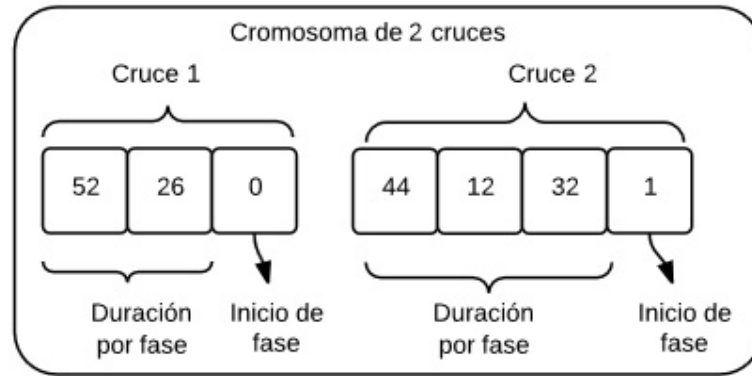 Cromosoma de 2 cruces
Cruce 1
Cruce 2
52 26 0
44 12 32 1
Duración
por fase
Inicio de
fase
Duración
por fase
Inicio de
fase